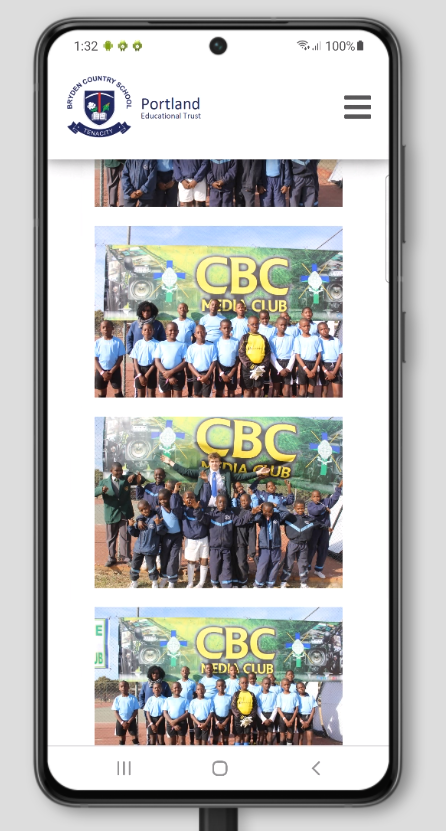 1:32
100%
BRYDEN COUNTRY SCHOOL
TENACITY
Portland
Educational Trust
CBC
MEDIA CLUB
CBC
MEDIA CLUB
E
UB
CBC
MEDIA CLUB